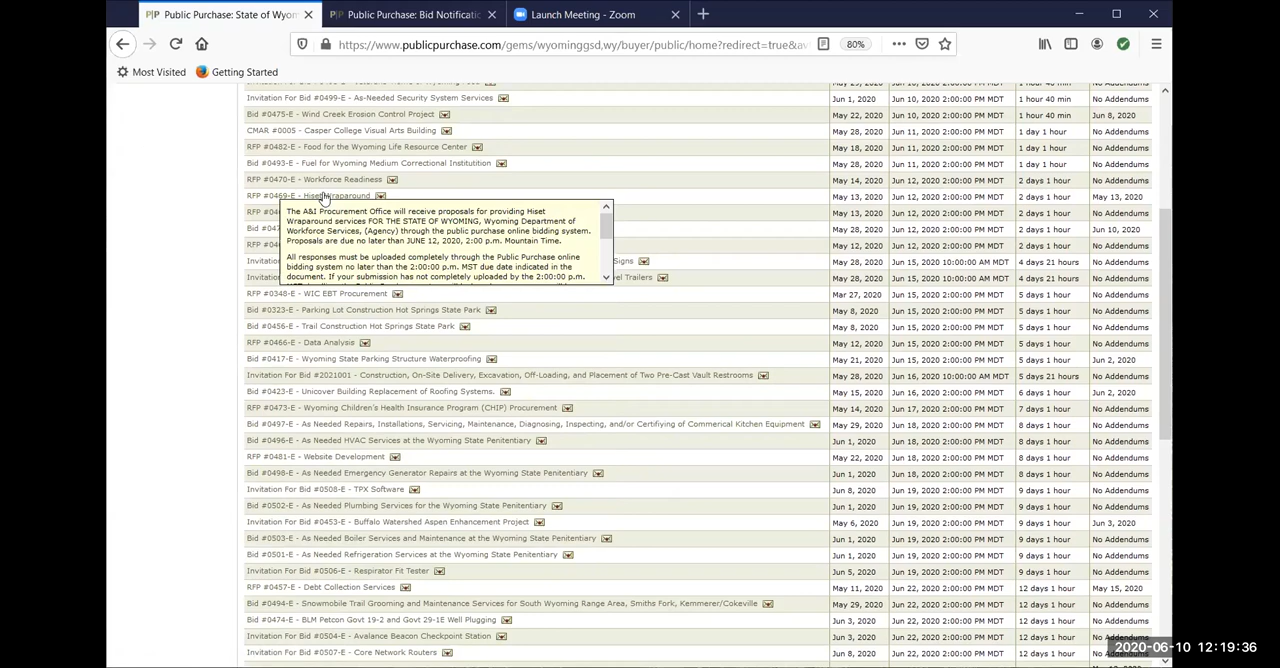 Public Purchase: State of Wyon
Public Purchase: Bid Notificati
Launch Meeting - Zoom
https://www.publicpurchase.com/gems/wyominggsd,wy/buyer/public/home?redirect=true&av
80%
Most Visited
Getting Started
Invitation For Bid #0499-E - As-Needed Security System Services Jun 1, 2020 Jun 10, 2020 2:00:00 PM MDT 1 hour 40 min No Addendums
Bid #0475-E - Wind Creek Erosion Control Project May 22, 2020 Jun 10, 2020 2:00:00 PM MDT 1 hour 40 min Jun 8, 2020
CMAR #0005 - Casper College Visual Arts Building May 28, 2020 Jun 11, 2020 2:00:00 PM MDT 1 day 1 hour No Addendums
RFP #0482-E - Food for the Wyoming Life Resource Center May 18, 2020 Jun 11, 2020 2:00:00 PM MDT 1 day 1 hour No Addendums
Bid #0493-E - Fuel for Wyoming Medium Correctional Instititution May 28, 2020 Jun 11, 2020 2:00:00 PM MDT 1 day 1 hour No Addendums
RFP #0470-E - Workforce Readiness May 14, 2020 Jun 12, 2020 2:00:00 PM MDT 2 days 1 hour No Addendums
RFP #0469-E - Hiset Wraparound May 13, 2020 Jun 12, 2020 2:00:00 PM MDT 2 days 1 hour May 13, 2020
RFP #04 May 13, 2020 Jun 12, 2020 2:00:00 PM MDT 2 days 1 hour No Addendums
Bid #047 May 28, 2020 Jun 12, 2020 2:00:00 PM MDT 2 days 1 hour Jun 10, 2020
RFP #04 May 12, 2020 Jun 12, 2020 2:00:00 PM MDT 2 days 1 hour No Addendums
Invitation Signs May 28, 2020 Jun 15, 2020 10:00:00 AM MDT 4 days 21 hours No Addendums
Invitation vel Trailers May 28, 2020 Jun 15, 2020 10:00:00 AM MDT 4 days 21 hours No Addendums
The A&I Procurement Office will receive proposals for providing Hiset
Wraparound services FOR THE STATE OF WYOMING, Wyoming Department of
Workforce Services, (Agency) through the public purchase online bidding system.
Proposals are due no later than JUNE 12, 2020, 2:00 p.m. Mountain Time.
All responses must be uploaded completely through the Public Purchase online
bidding system no later than the 2:00:00 p.m. MST due date indicated in the
document. If your submission has not completely uploaded by the 2:00:00 p.m.
RFP #0348-E - WIC EBT Procurement Mar 27, 2020 Jun 15, 2020 2:00:00 PM MDT 5 days 1 hour No Addendums
Bid #0323-E - Parking Lot Construction Hot Springs State Park May 8, 2020 Jun 15, 2020 2:00:00 PM MDT 5 days 1 hour No Addendums
Bid #0456-E - Trail Construction Hot Springs State Park May 8, 2020 Jun 15, 2020 2:00:00 PM MDT 5 days 1 hour No Addendums
RFP #0466-E - Data Analysis May 12, 2020 Jun 15, 2020 2:00:00 PM MDT 5 days 1 hour No Addendums
Bid #0417-E - Wyoming State Parking Structure Waterproofing May 21, 2020 Jun 15, 2020 2:00:00 PM MDT 5 days 1 hour Jun 2, 2020
Invitation For Bid #2021001 - Construction, On-Site Delivery, Excavation, Off-Loading, and Placement of Two Pre-Cast Vault Restrooms May 28, 2020 Jun 16, 2020 10:00:00 AM MDT 5 days 21 hours No Addendums
Bid #0423-E - Unicover Building Replacement of Roofing Systems. May 15, 2020 Jun 16, 2020 2:00:00 PM MDT 6 days 1 hour Jun 2, 2020
RFP #0473-E - Wyoming Children's Health Insurance Program (CHIP) Procurement May 14, 2020 Jun 17, 2020 2:00:00 PM MDT 7 days 1 hour No Addendums
Bid #0497-E - As Needed Repairs, Installations, Servicing, Maintenance, Diagnosing, Inspecting, and/or Certifiying of Commerical Kitchen Equipment May 29, 2020 Jun 18, 2020 2:00:00 PM MDT 8 days 1 hour No Addendums
Bid #0496-E - As Needed HVAC Services at the Wyoming State Penitentiary Jun 1, 2020 Jun 18, 2020 2:00:00 PM MDT 8 days 1 hour No Addendums
RFP #0481-E - Website Development May 22, 2020 Jun 18, 2020 2:00:00 PM MDT 8 days 1 hour No Addendums
Bid #0498-E - As Needed Emergency Generator Repairs at the Wyoming State Penitentiary Jun 1, 2020 Jun 18, 2020 2:00:00 PM MDT 8 days 1 hour No Addendums
Invitation For Bid #0508-E - TPX Software Jun 8, 2020 Jun 19, 2020 2:00:00 PM MDT 9 days 1 hour No Addendums
Bid #0502-E - As Needed Plumbing Services for the Wyoming State Penitentiary Jun 1, 2020 Jun 19, 2020 2:00:00 PM MDT 9 days 1 hour No Addendums
Invitation For Bid #0453-E - Buffalo Watershed Aspen Enhancement Project May 6, 2020 Jun 19, 2020 2:00:00 PM MDT 9 days 1 hour Jun 3, 2020
Bid #0503-E - As Needed Boiler Services and Maintenance at the Wyoming State Penitentiary Jun 1, 2020 Jun 19, 2020 2:00:00 PM MDT 9 days 1 hour No Addendums
Bid #0501-E - As Needed Refrigeration Services at the Wyoming State Penitentiary Jun 1, 2020 Jun 19, 2020 2:00:00 PM MDT 9 days 1 hour No Addendums
Invitation For Bid #0506-E - Respirator Fit Tester Jun 5, 2020 Jun 19, 2020 2:00:00 PM MDT 9 days 1 hour No Addendums
RFP #0457-E - Debt Collection Services May 11, 2020 Jun 22, 2020 2:00:00 PM MDT 12 days 1 hour May 15, 2020
Bid #0494-E - Snowmobile Trail Grooming and Maintenance Services for South Wyoming Range Area, Smiths Fork, Kemmerer/Cokeville May 29, 2020 Jun 22, 2020 2:00:00 PM MDT 12 days 1 hour No Addendums
Bid #0474-E - BLM Petcon Govt 19-2 and Govt 29-1E Well Plugging Jun 3, 2020 Jun 22, 2020 2:00:00 PM MDT 12 days 1 hour No Addendums
Invitation For Bid #0504-E - Avalance Beacon Checkpoint Station Jun 3, 2020 Jun 22, 2020 2:00:00 PM MDT 12 days 1 hour No Addendums
Invitation For Bid #0507-E - Core Network Routers Jun 8, 2020 Jun 22, 2020 2:00:00 PM MDT 12 days 1 hour No Addendums
2020-06-10 12:19:36